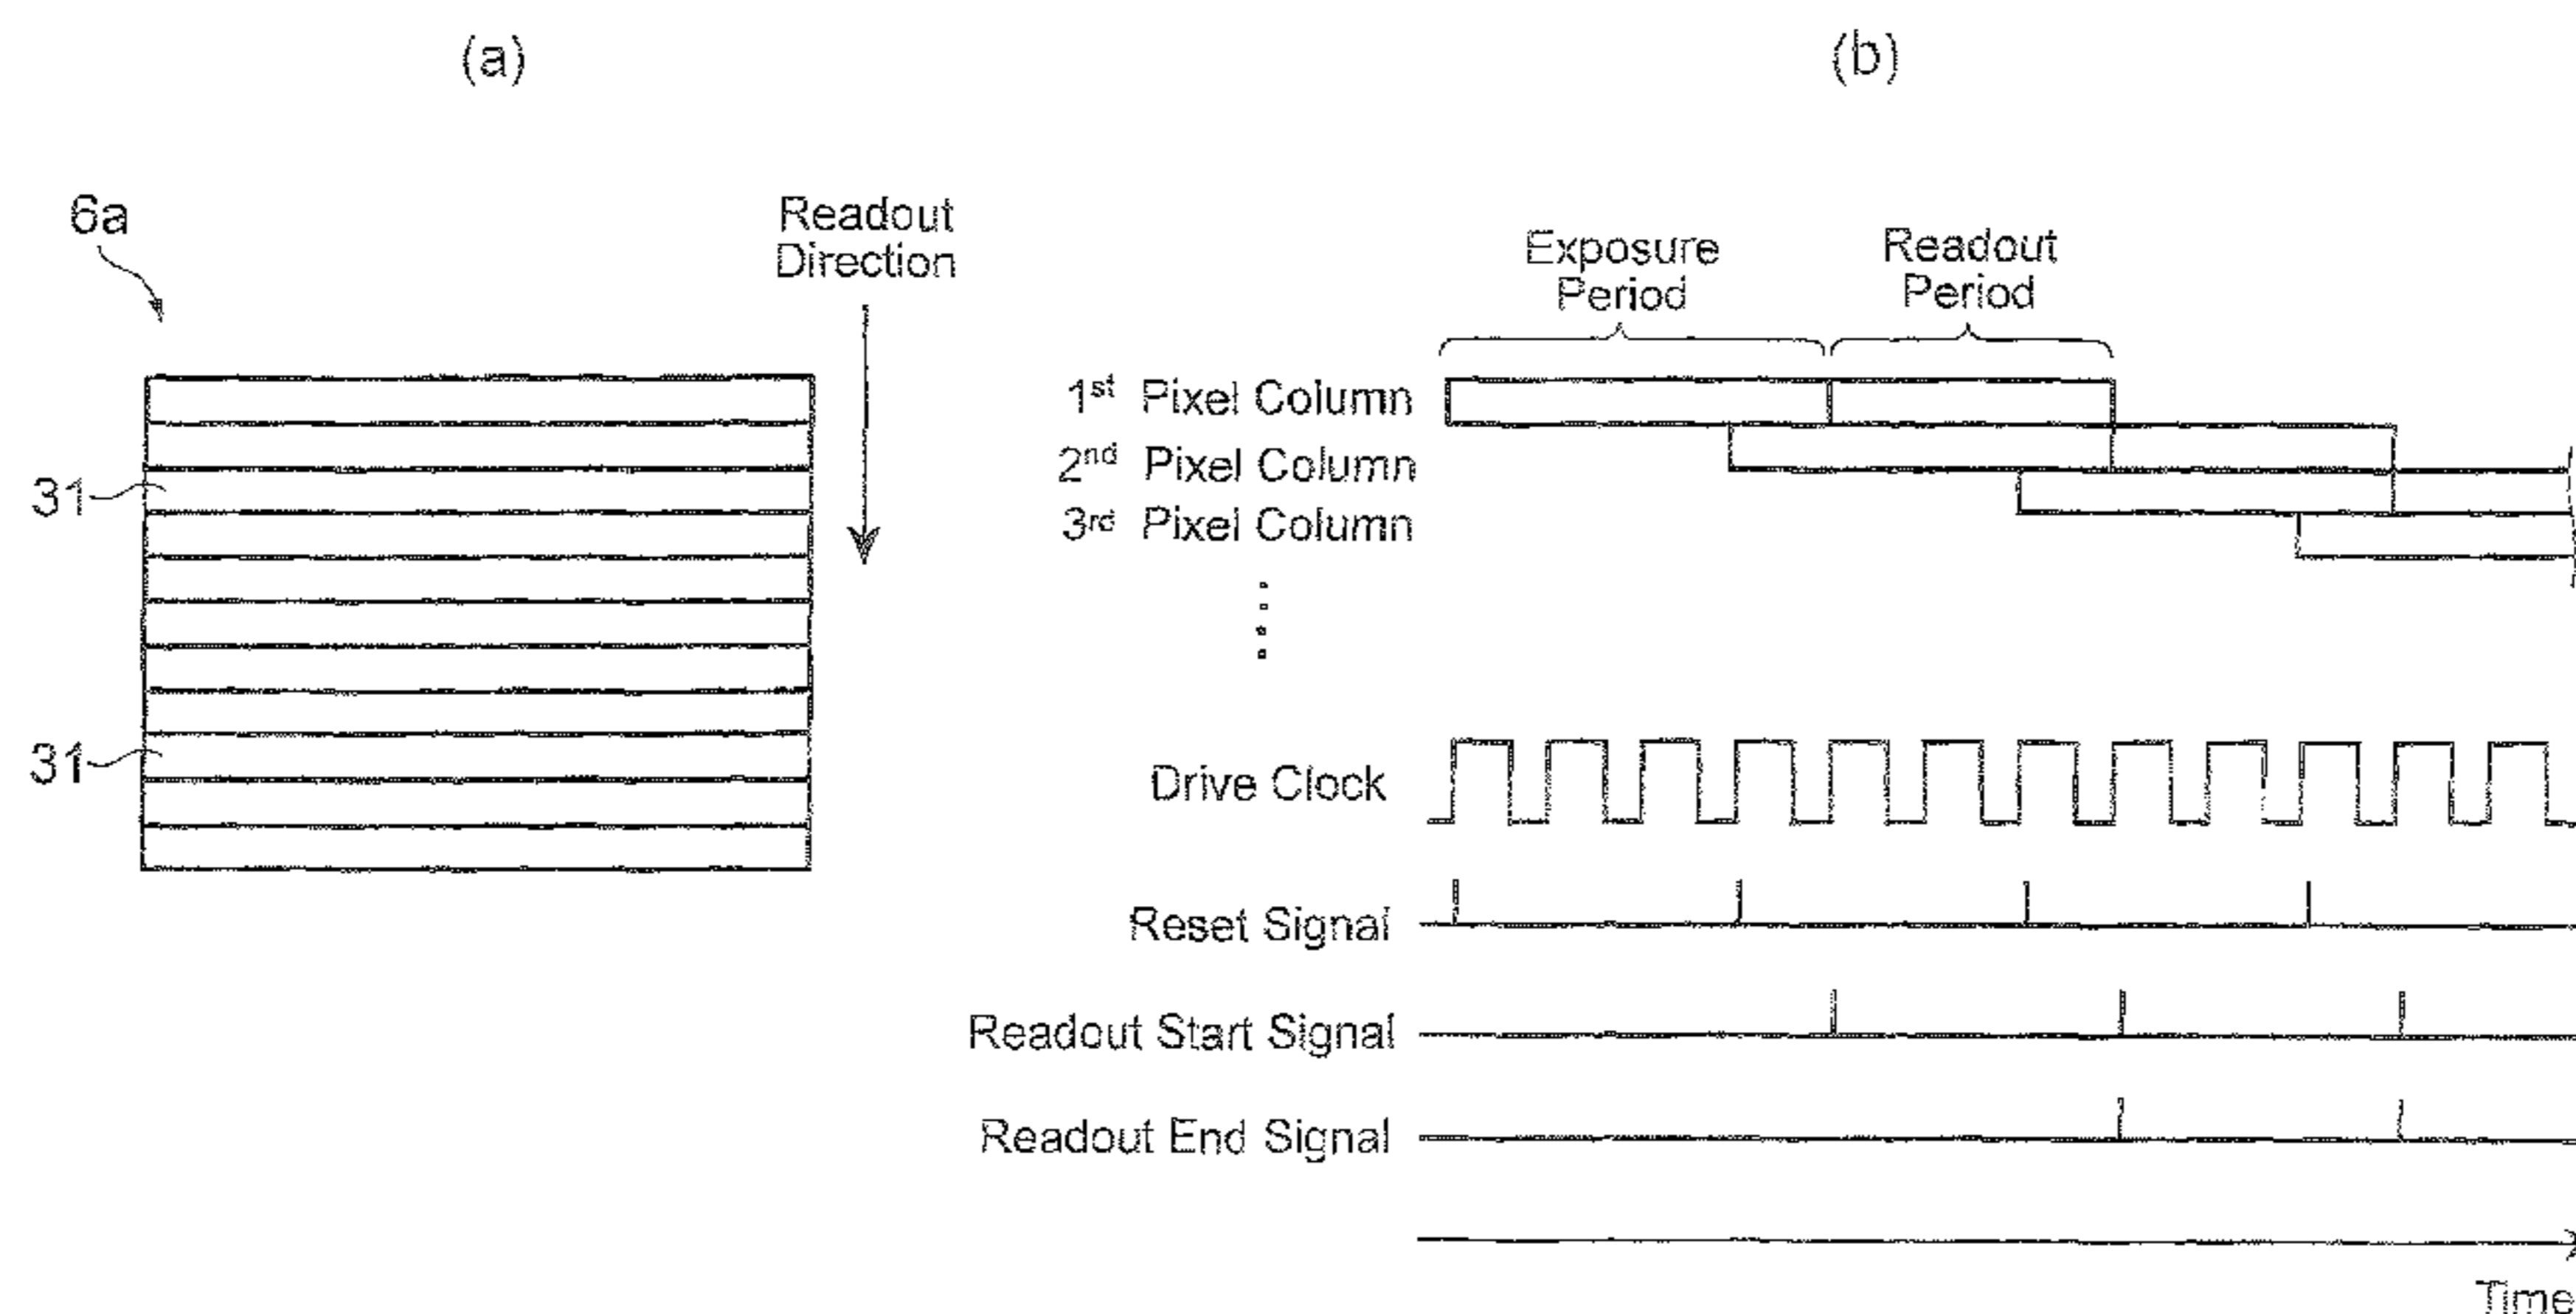 (a)
6a
Readout
Direction
31
31
(b)
Exposure
Period
Readout
Period
1st Pixel Column
2nd Pixel Column
3rd Pixel Column
Drive Clock
Reset Signal
Readout Start Signal
Readout End Signal
Time